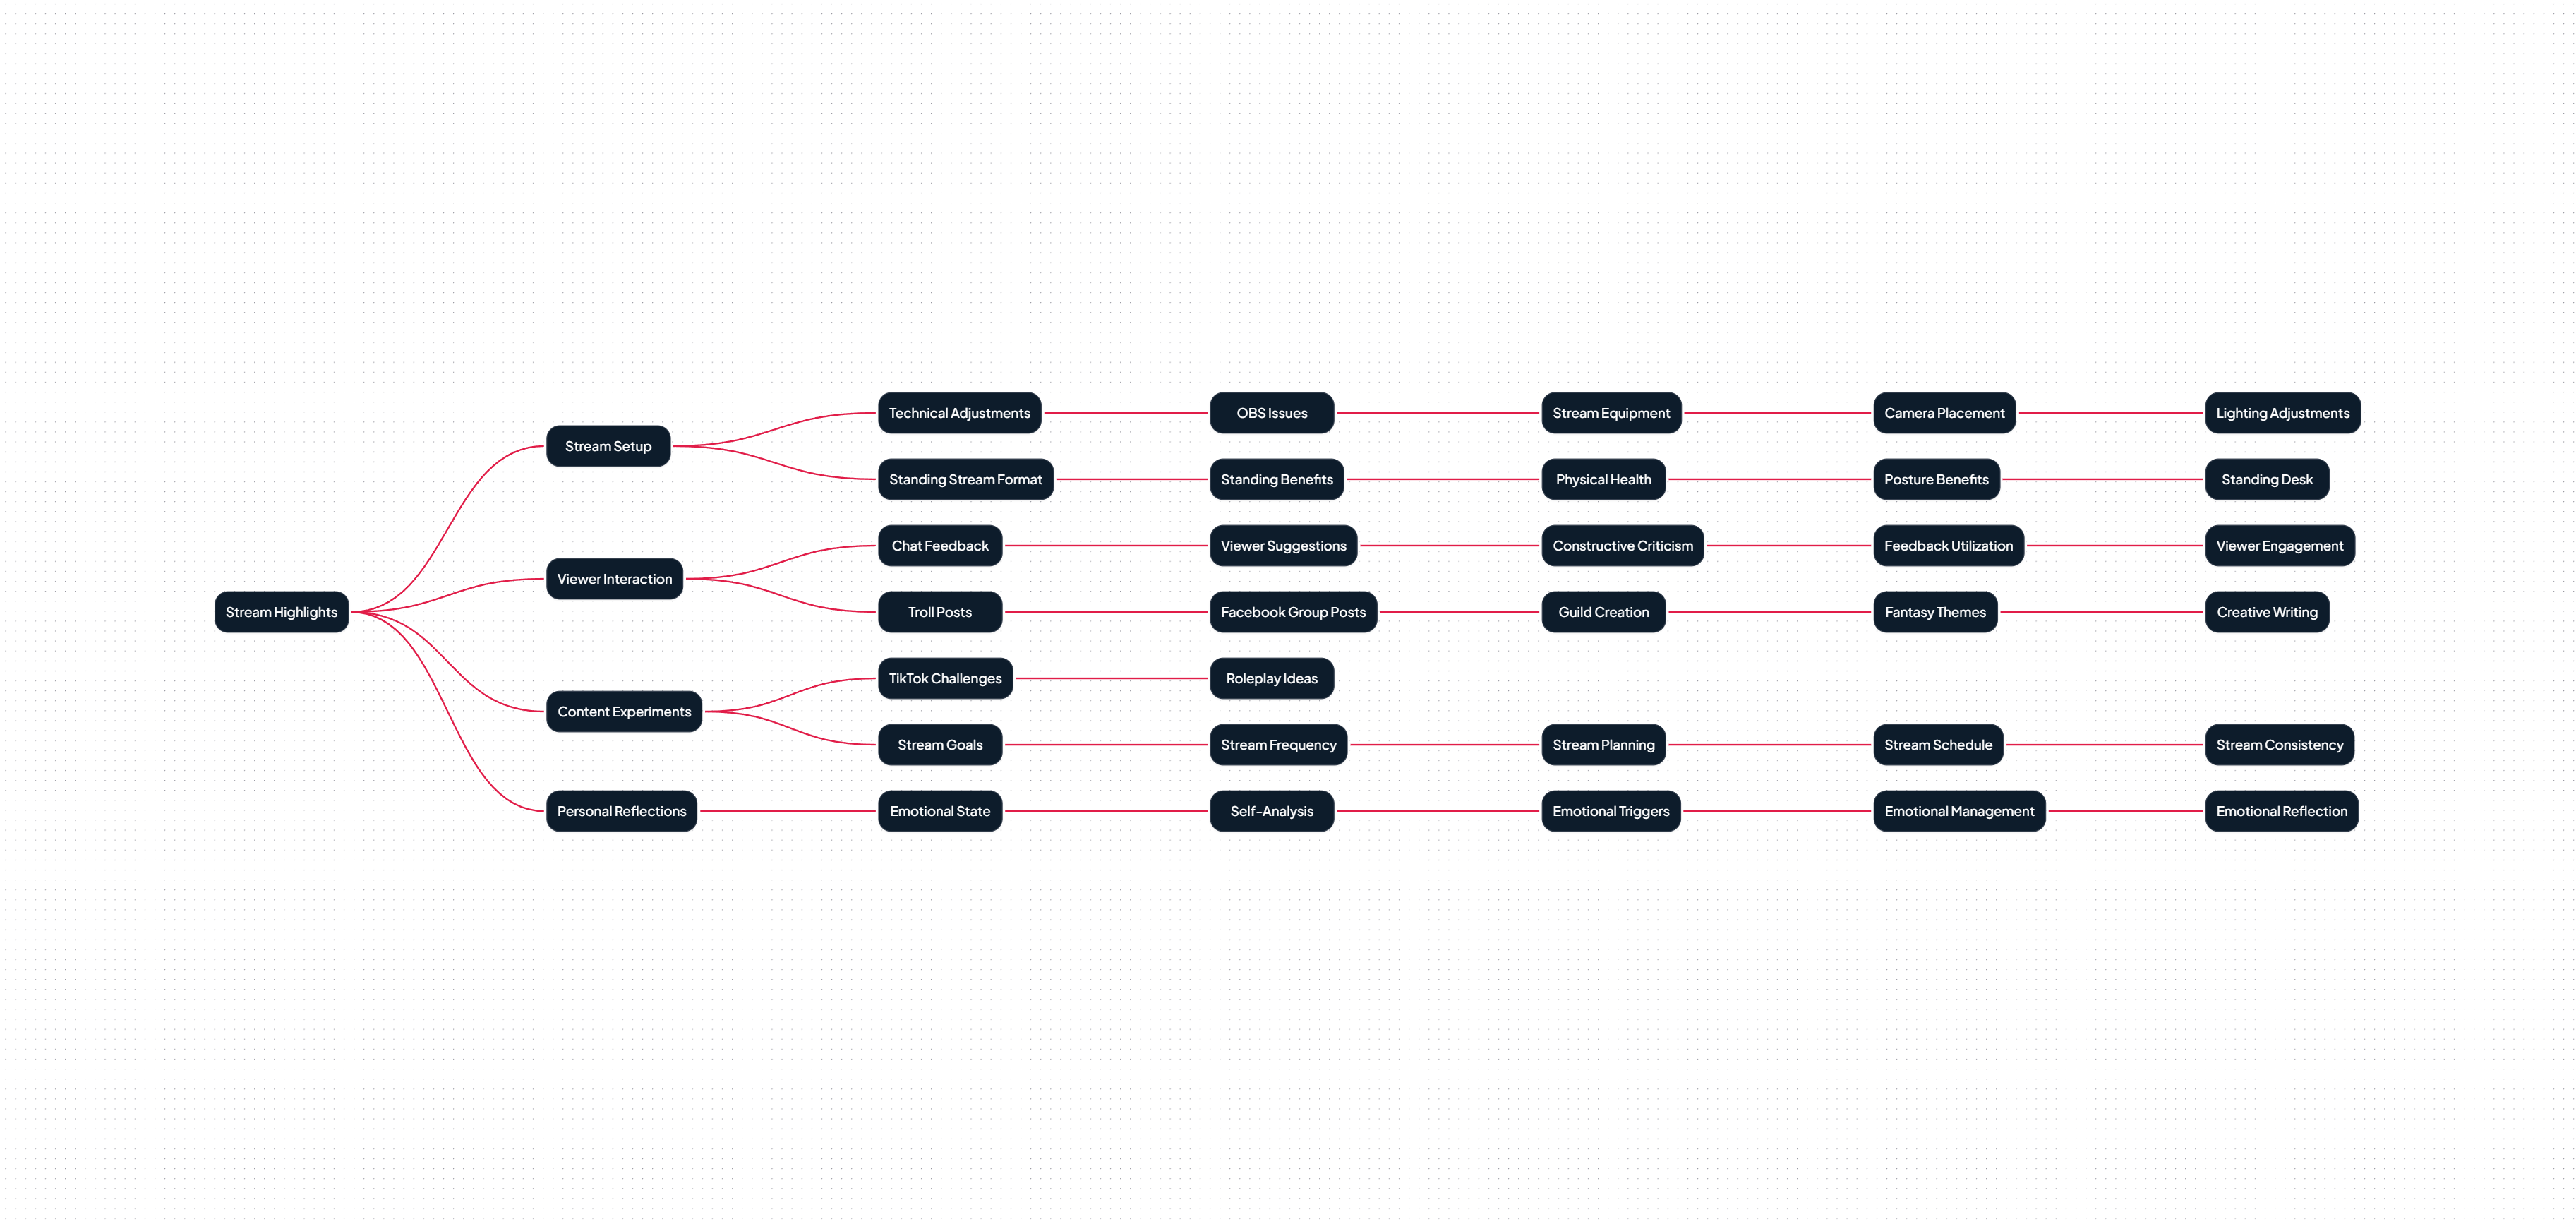 Stream Highlights
Stream Setup
Technical Adjustments
OBS Issues
Stream Equipment
Camera Placement
Lighting Adjustments
Standing Stream Format
Standing Benefits
Physical Health
Posture Benefits
Standing Desk
Viewer Interaction
Chat Feedback
Viewer Suggestions
Constructive Criticism
Feedback Utilization
Viewer Engagement
Troll Posts
Facebook Group Posts
Guild Creation
Fantasy Themes
Creative Writing
Content Experiments
TikTok Challenges
Roleplay Ideas
Stream Goals
Stream Frequency
Stream Planning
Stream Schedule
Stream Consistency
Personal Reflections
Emotional State
Self-Analysis
Emotional Triggers
Emotional Management
Emotional Reflection